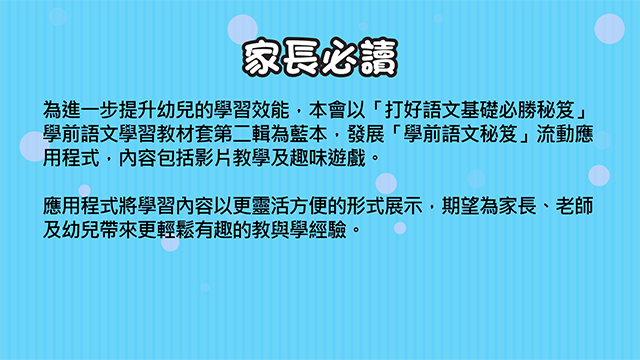 家長必讀
為進一步提升幼兒的學習效能，本會以「打好語文基礎必勝秘笈」
學前語文學習教材套第二輯為藍本，發展「學前語文秘笈」流動應
用程式，內容包括影片教學及趣味遊戲。
應用程式將學習內容以更靈活方便的形式展示，期望為家長、老師
及幼兒帶來更輕鬆有趣的教與學經驗。